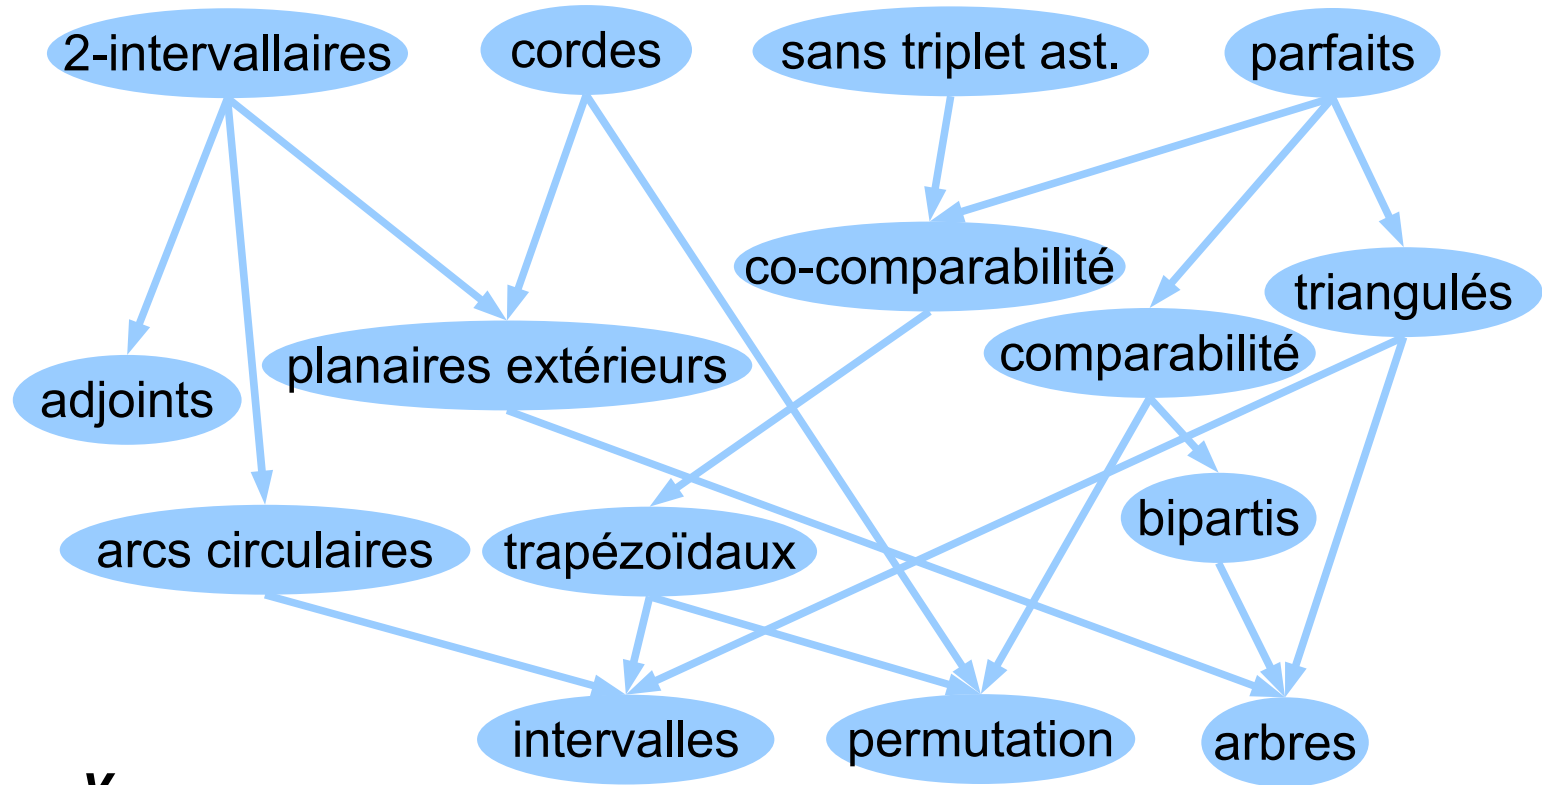 2-intervallaires
cordes
sans triplet ast.
parfaits
co-comparabilité
triangulés
planaires extérieurs
comparabilité
adjoints
bipartis
arcs circulaires
trapézoïdaux
intervalles
permutation
arbres